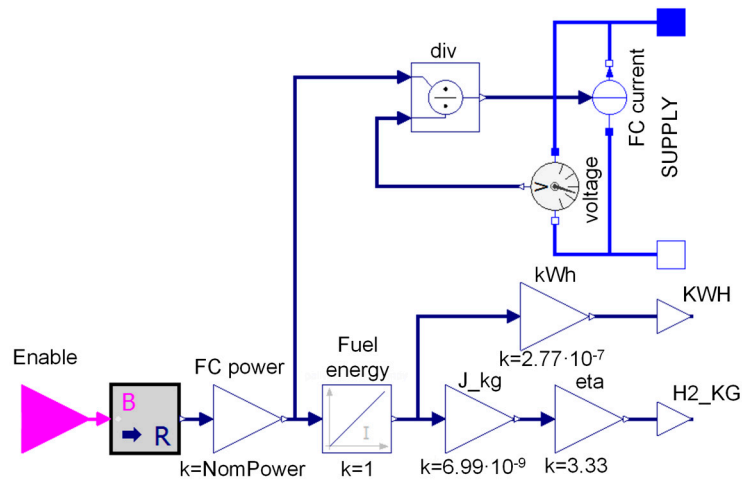 div
FC current
SUPPLY
V
voltage
kWh
KWH
k=2.77·10-7
Enable
FC power
Fuel
energy
J_kg
eta
H2_KG
B
R
I
k=NomPower
k=1
k=6.99·10-9
k=3.33